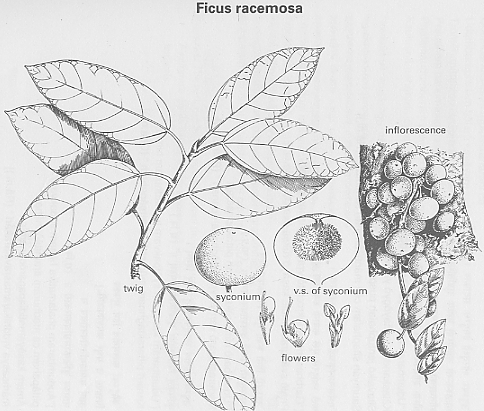 Ficus racemosa
inflorescence
twig
syconium
v.s. of syconium
flowers